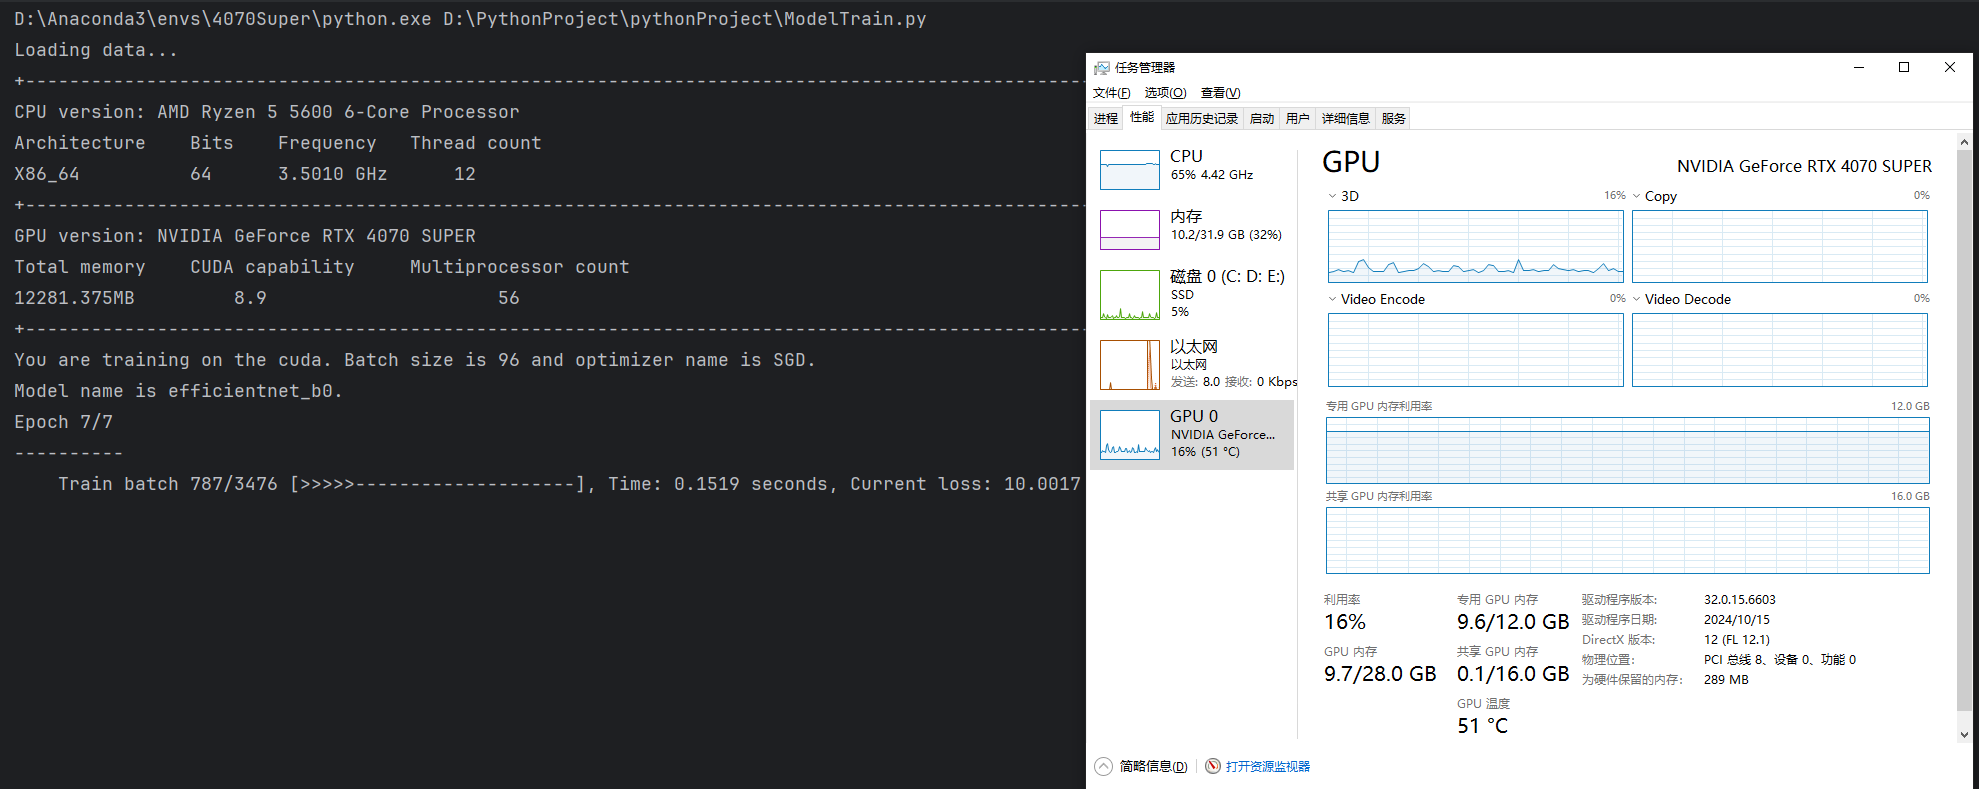 D:\Anaconda3\envs\4070Super\python.exe D:\PythonProject\pythonProject\ModelTrain.py
Loading data...
CPU version: AMD Ryzen 5 5600 6-Core Processor
Architecture Bits Frequency Thread count
X86_64 64 3.5010 GHz 12
GPU version: NVIDIA GeForce RTX 4070 SUPER
Total memory CUDA capability Multiprocessor count
12281.375MB 8.9 56
You are training on the cuda. Batch size is 96 and optimizer name is SGD.
Model name is efficientnet_b0.
Epoch 7/7
----------
Train batch 787/3476 [>>>>>---------------------], Time: 0.1519 seconds, Current loss: 10.0017
任务管理器
文件(F) 选项(O) 查看(V)
进程 性能 应用历史记录 启动 用户 详细信息 服务
CPU
65% 4.42 GHz
内存
10.2/31.9 GB (32%)
磁盘 0 (C: D: E:)
SSD
5%
以太网
以太网
发送: 8.0 接收: 0 Kbps
GPU 0
NVIDIA GeForce...
16% (51 °C)
GPU NVIDIA GeForce RTX 4070 SUPER
3D 16% Copy 0%
Video Encode 0% Video Decode 0%
专用 GPU 内存利用率 12.0 GB
共享 GPU 内存利用率 16.0 GB
利用率
16%
GPU 内存
9.7/28.0 GB
专用 GPU 内存
9.6/12.0 GB
共享 GPU 内存
0.1/16.0 GB
GPU 温度
51 °C
驱动程序版本: 32.0.15.6603
驱动程序日期: 2024/10/15
DirectX 版本: 12 (FL 12.1)
物理位置: PCI 总线 8、设备 0、功能 0
为硬件保留的内存: 289 MB
简略信息(D) 打开资源监视器